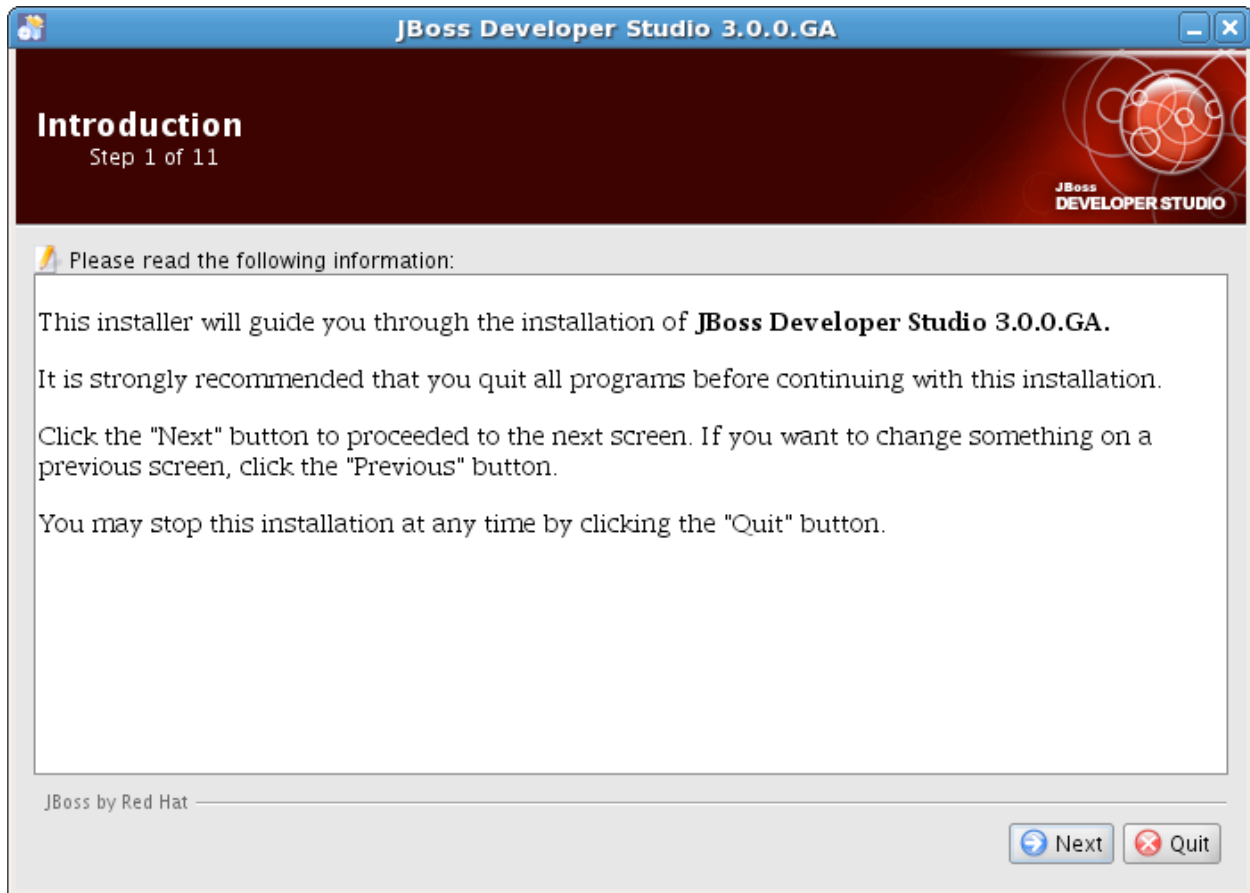 JBoss Developer Studio 3.0.0.GA
Introduction
Step 1 of 11
JBoss
DEVELOPER STUDIO
Please read the following information:
This installer will guide you through the installation of JBoss Developer Studio 3.0.0.GA.
It is strongly recommended that you quit all programs before continuing with this installation.
Click the "Next" button to proceeded to the next screen. If you want to change something on a
previous screen, click the "Previous" button.
You may stop this installation at any time by clicking the "Quit" button.
JBoss by Red Hat
Next
Quit